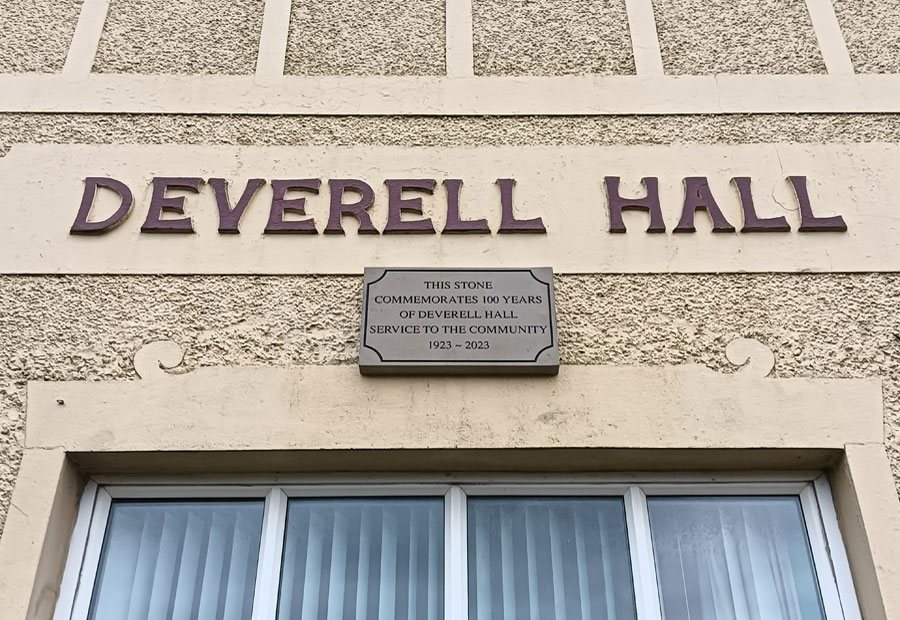 DEVERELL HALL
THIS STONE
COMMEMORATES 100 YEARS
OF DEVERELL HALL
SERVICE TO THE COMMUNITY
1923 ~ 2023